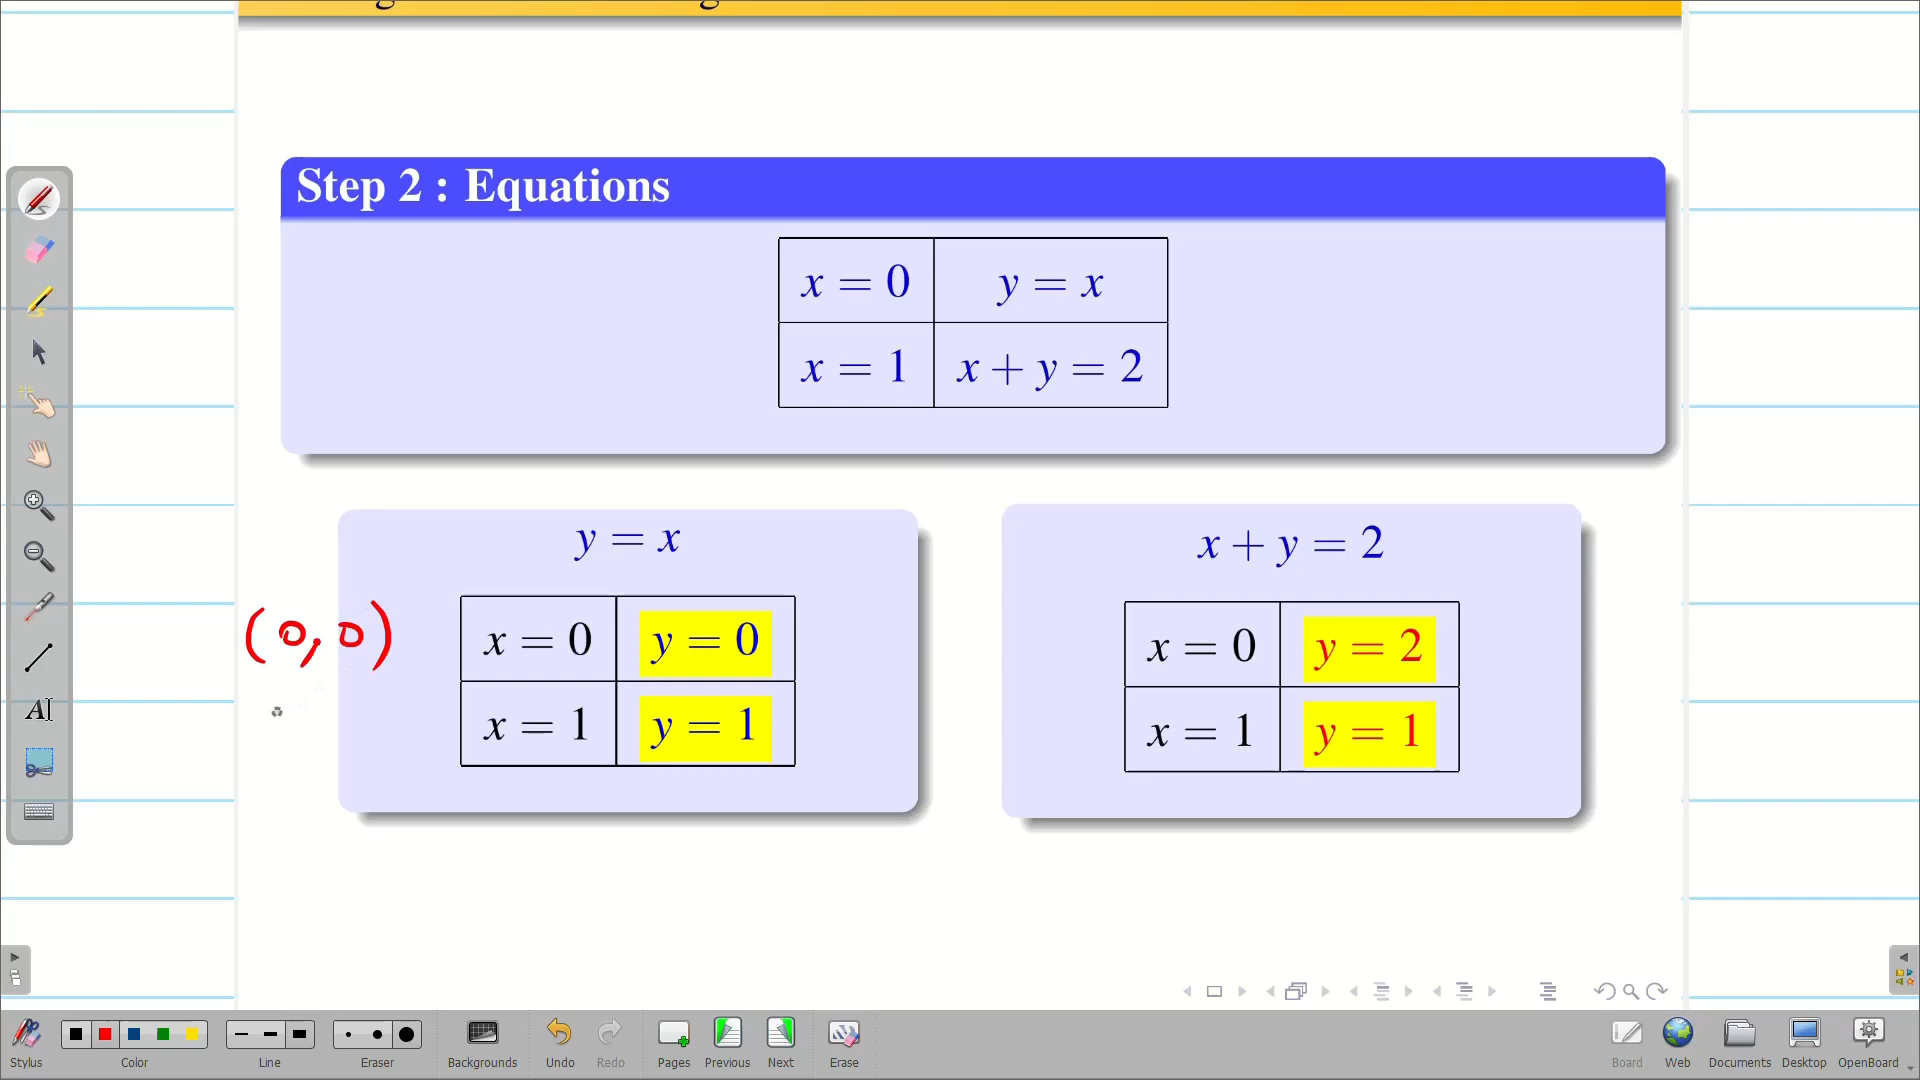 Step 2 : Equations
x = 0 y = x
x = 1 x + y = 2
y = x
x = 0 y = 0
x = 1 y = 1
(0,0)
x + y = 2
x = 0 y = 2
x = 1 y = 1
A
Stylus Color Line Eraser Backgrounds Undo Redo Pages Previous Next Erase Board Web Documents Desktop OpenBoard